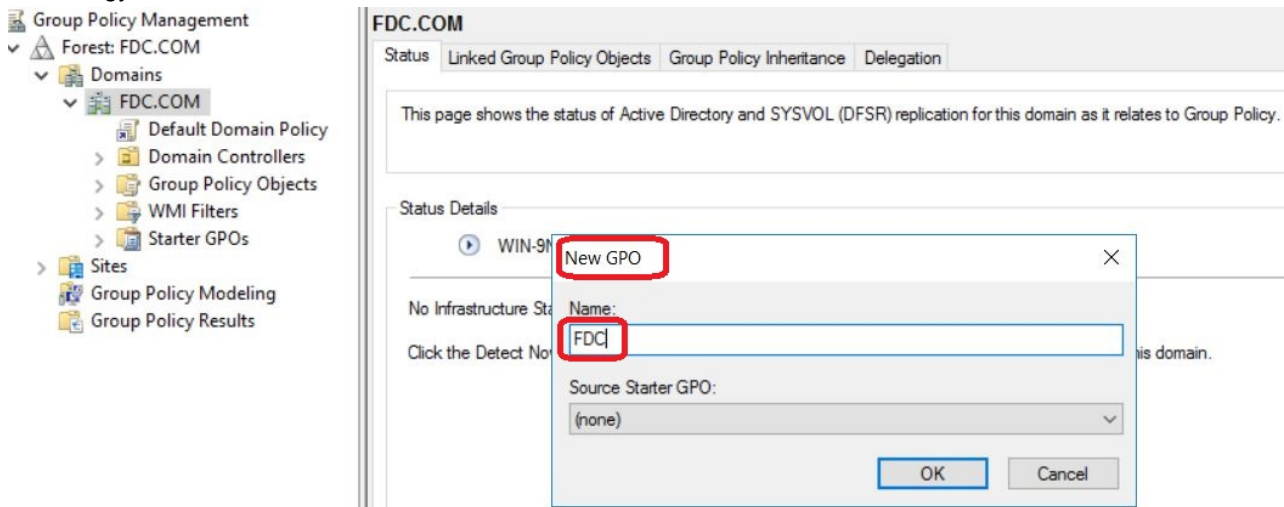 Group Policy Management
Forest: FDC.COM
Domains
FDC.COM
Default Domain Policy
Domain Controllers
Group Policy Objects
WMI Filters
Starter GPOs
Sites
Group Policy Modeling
Group Policy Results
FDC.COM
Status Linked Group Policy Objects Group Policy Inheritance Delegation
This page shows the status of Active Directory and SYSVOL (DFSR) replication for this domain as it relates to Group Policy.
Status Details
WIN-9
No Infrastructure Sta
Click the Detect No
is domain.
New GPO
Name:
FDC
Source Starter GPO:
(none)
OK Cancel